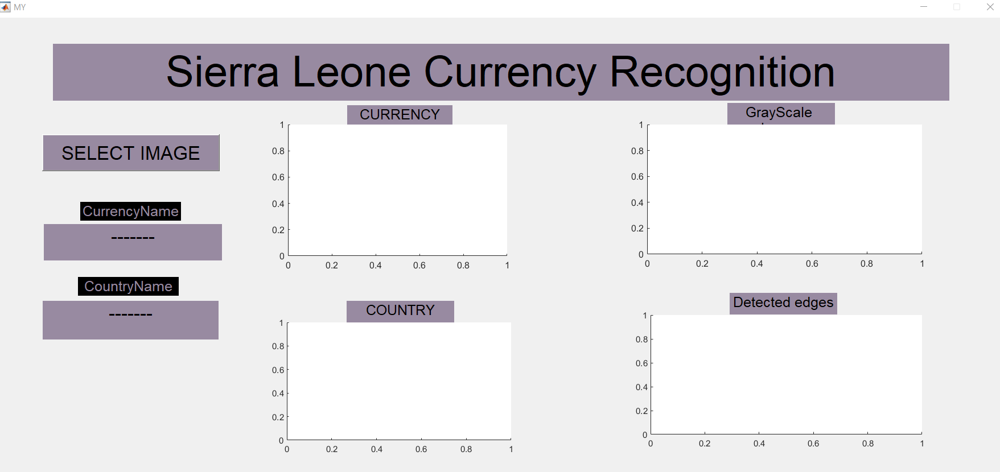 MY
Sierra Leone Currency Recognition
SELECT IMAGE
CurrencyName
-------
CountryName
-------
CURRENCY
1
0.8
0.6
0.4
0.2
0
0 0.2 0.4 0.6 0.8 1
GrayScale
1
0.8
0.6
0.4
0.2
0
0 0.2 0.4 0.6 0.8 1
COUNTRY
1
0.8
0.6
0.4
0.2
0
0 0.2 0.4 0.6 0.8 1
Detected edges
1
0.8
0.6
0.4
0.2
0
0 0.2 0.4 0.6 0.8 1